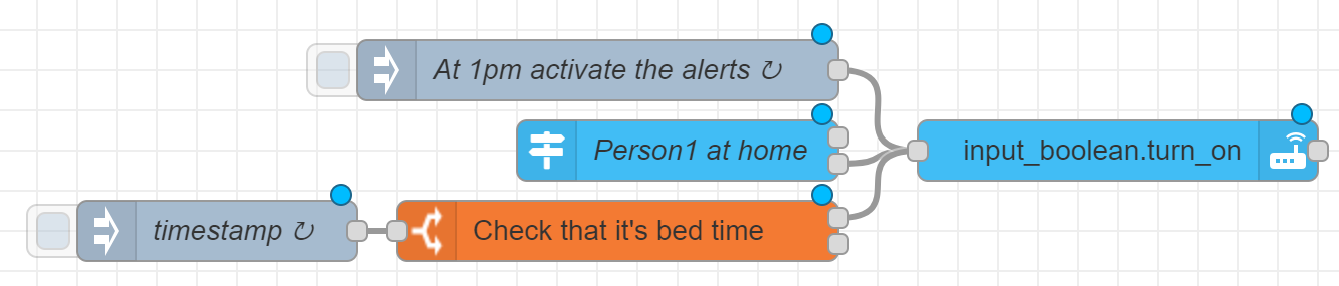 At 1pm activate the alerts ↻
Person1 at home
input_boolean.turn_on
timestamp ↻
Check that it's bed time